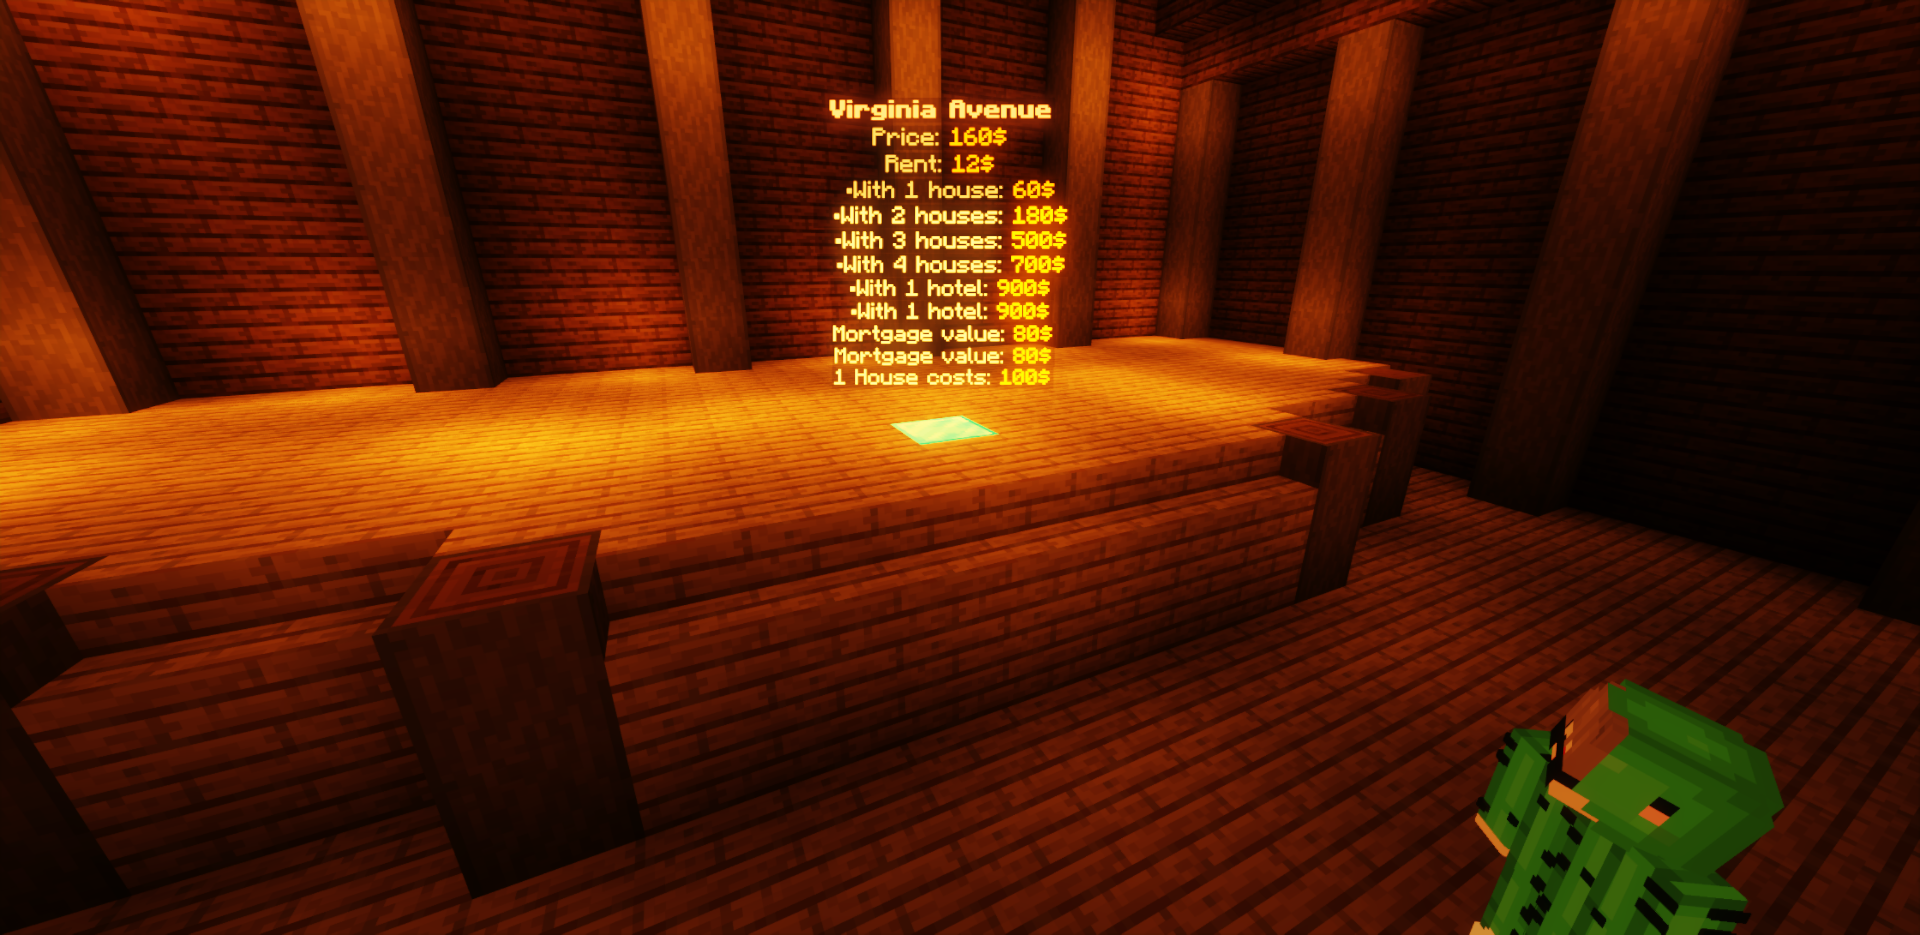 Virginia Avenue
Price: 160$
Rent: 12$
•With 1 house: 60$
•With 2 houses: 180$
•With 3 houses: 500$
•With 4 houses: 700$
•With 1 hotel: 900$
•With 1 hotel: 900$
Mortgage value: 80$
Mortgage value: 80$
1 House costs: 100$